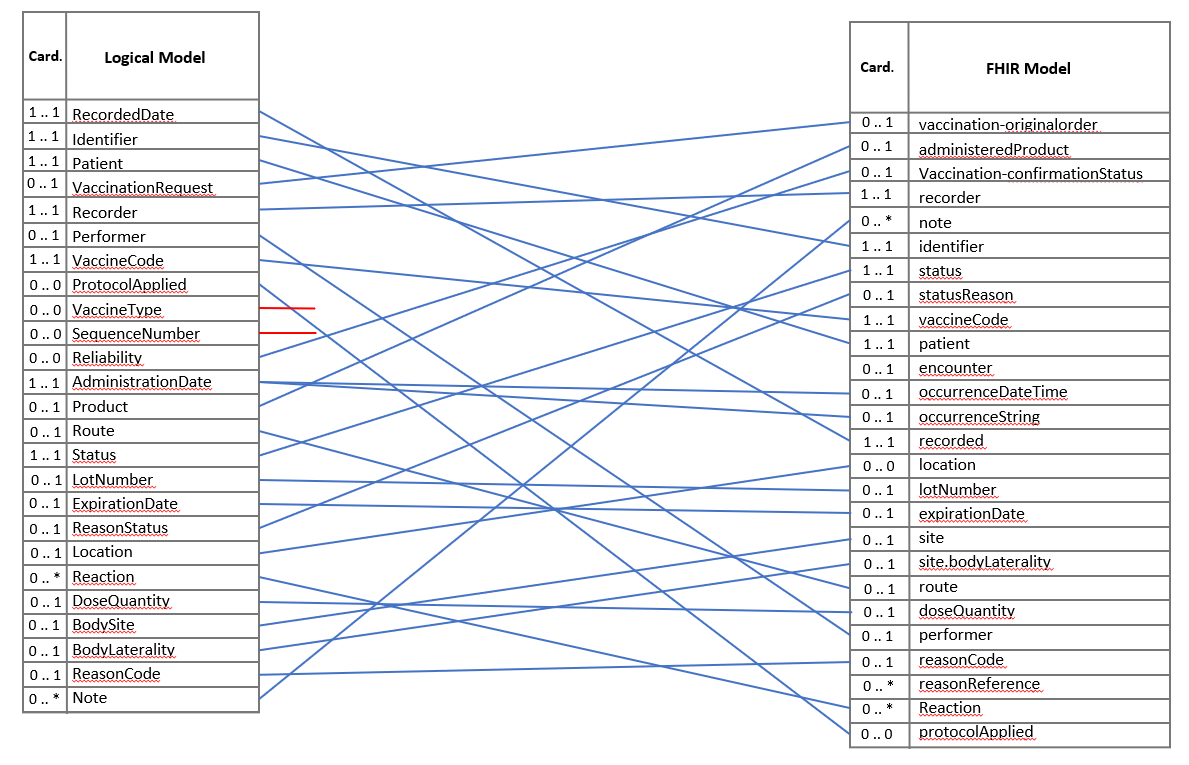 Card. Logical Model
1 .. 1 RecordedDate
1 .. 1 Identifier
1 .. 1 Patient
0 .. 1 VaccinationRequest
1 .. 1 Recorder
0 .. 1 Performer
1 .. 1 VaccineCode
0 .. 0 ProtocolApplied
0 .. 0 VaccineType
0 .. 0 SequenceNumber
0 .. 0 Reliability
1 .. 1 AdministrationDate
0 .. 1 Product
0 .. 1 Route
1 .. 1 Status
0 .. 1 LotNumber
0 .. 1 ExpirationDate
0 .. 1 ReasonStatus
0 .. 1 Location
0 .. * Reaction
0 .. 1 DoseQuantity
0 .. 1 BodySite
0 .. 1 BodyLaterality
0 .. 1 ReasonCode
0 .. * Note
Card. FHIR Model
0 .. 1 vaccination-originalorder
0 .. 1 administeredProduct
0 .. 1 Vaccination-confirmationStatus
1 .. 1 recorder
0 .. * note
1 .. 1 identifier
1 .. 1 status
0 .. 1 statusReason
1 .. 1 vaccineCode
1 .. 1 patient
0 .. 1 encounter
0 .. 1 occurrenceDateTime
0 .. 1 occurrenceString
1 .. 1 recorded
0 .. 0 location
0 .. 1 lotNumber
0 .. 1 expirationDate
0 .. 1 site
0 .. 1 site.bodyLaterality
0 .. 1 route
0 .. 1 doseQuantity
0 .. 1 performer
0 .. 1 reasonCode
0 .. * reasonReference
0 .. * Reaction
0 .. 0 protocolApplied